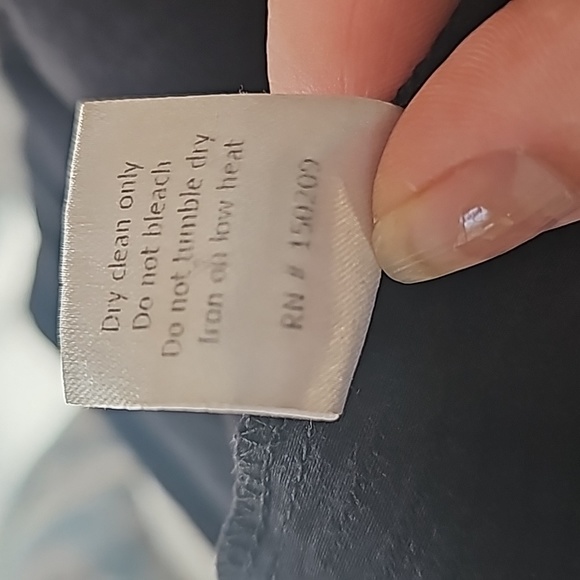 Dry clean only
Do not bleach
Do not tumble dry
Iron on low heat
RN # 150209